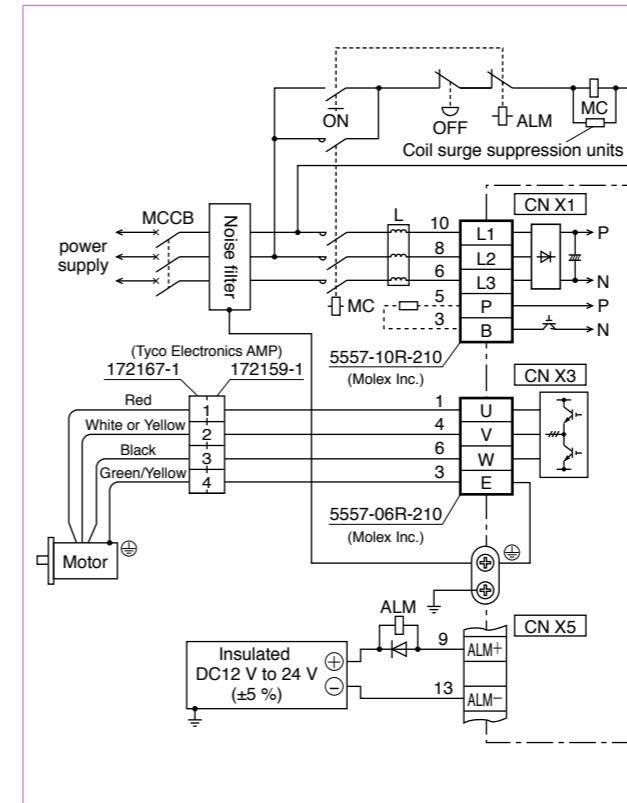 ON
OFF
ALM
MC
Coil surge suppression units
MCCB
power
supply
Noise filter
L
MC
10
8
6
5
3
L1
L2
L3
P
B
CN X1
P
N
P
N
5557-10R-210
(Molex Inc.)
(Tyco Electronics AMP)
172167-1
172159-1
CN X3
Red
White or Yellow
Black
Green/Yellow
1
2
3
4
1
4
6
3
U
V
W
E
5557-06R-210
(Molex Inc.)
Motor
ALM
CN X5
Insulated
DC12 V to 24 V
(±5 %)
+
−
9
13
ALM+
ALM−